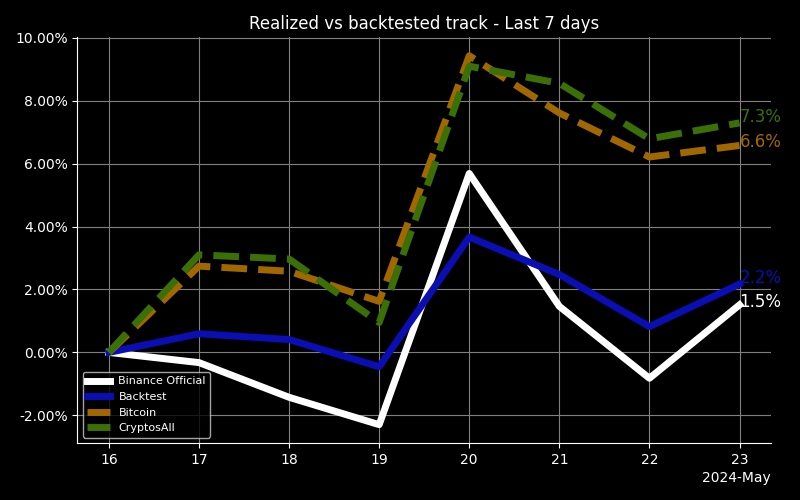 Realized vs backtested track - Last 7 days
10.00%
8.00%
7.3%
6.6%
6.00%
4.00%
2.2%
2.00%
1.5%
0.00%
Binance Official
Backtest
-2.00%
Bitcoin
CryptosAll
16 17 18 19 20 21 22 23
2024-May